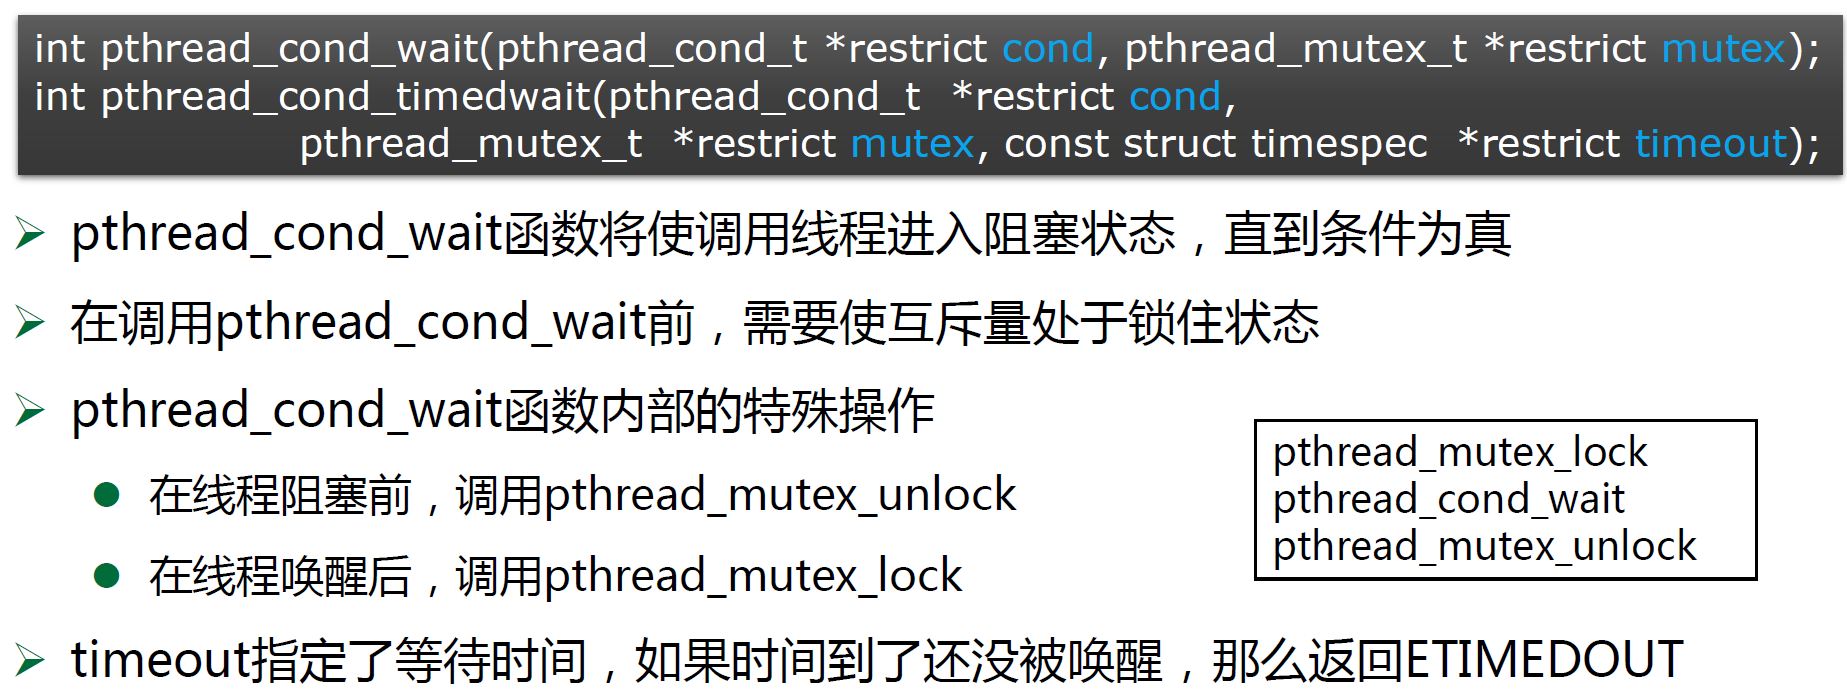 int pthread_cond_wait(pthread_cond_t *restrict cond, pthread_mutex_t *restrict mutex);
int pthread_cond_timedwait(pthread_cond_t *restrict cond,
pthread_mutex_t *restrict mutex, const struct timespec *restrict timeout);
pthread_cond_wait函数将使调用线程进入阻塞状态，直到条件为真
在调用pthread_cond_wait前，需要使互斥量处于锁住状态
pthread_cond_wait函数内部的特殊操作
在线程阻塞前，调用pthread_mutex_unlock
在线程唤醒后，调用pthread_mutex_lock
pthread_mutex_lock
pthread_cond_wait
pthread_mutex_unlock
timeout指定了等待时间，如果时间到了还没被唤醒，那么返回ETIMEDOUT